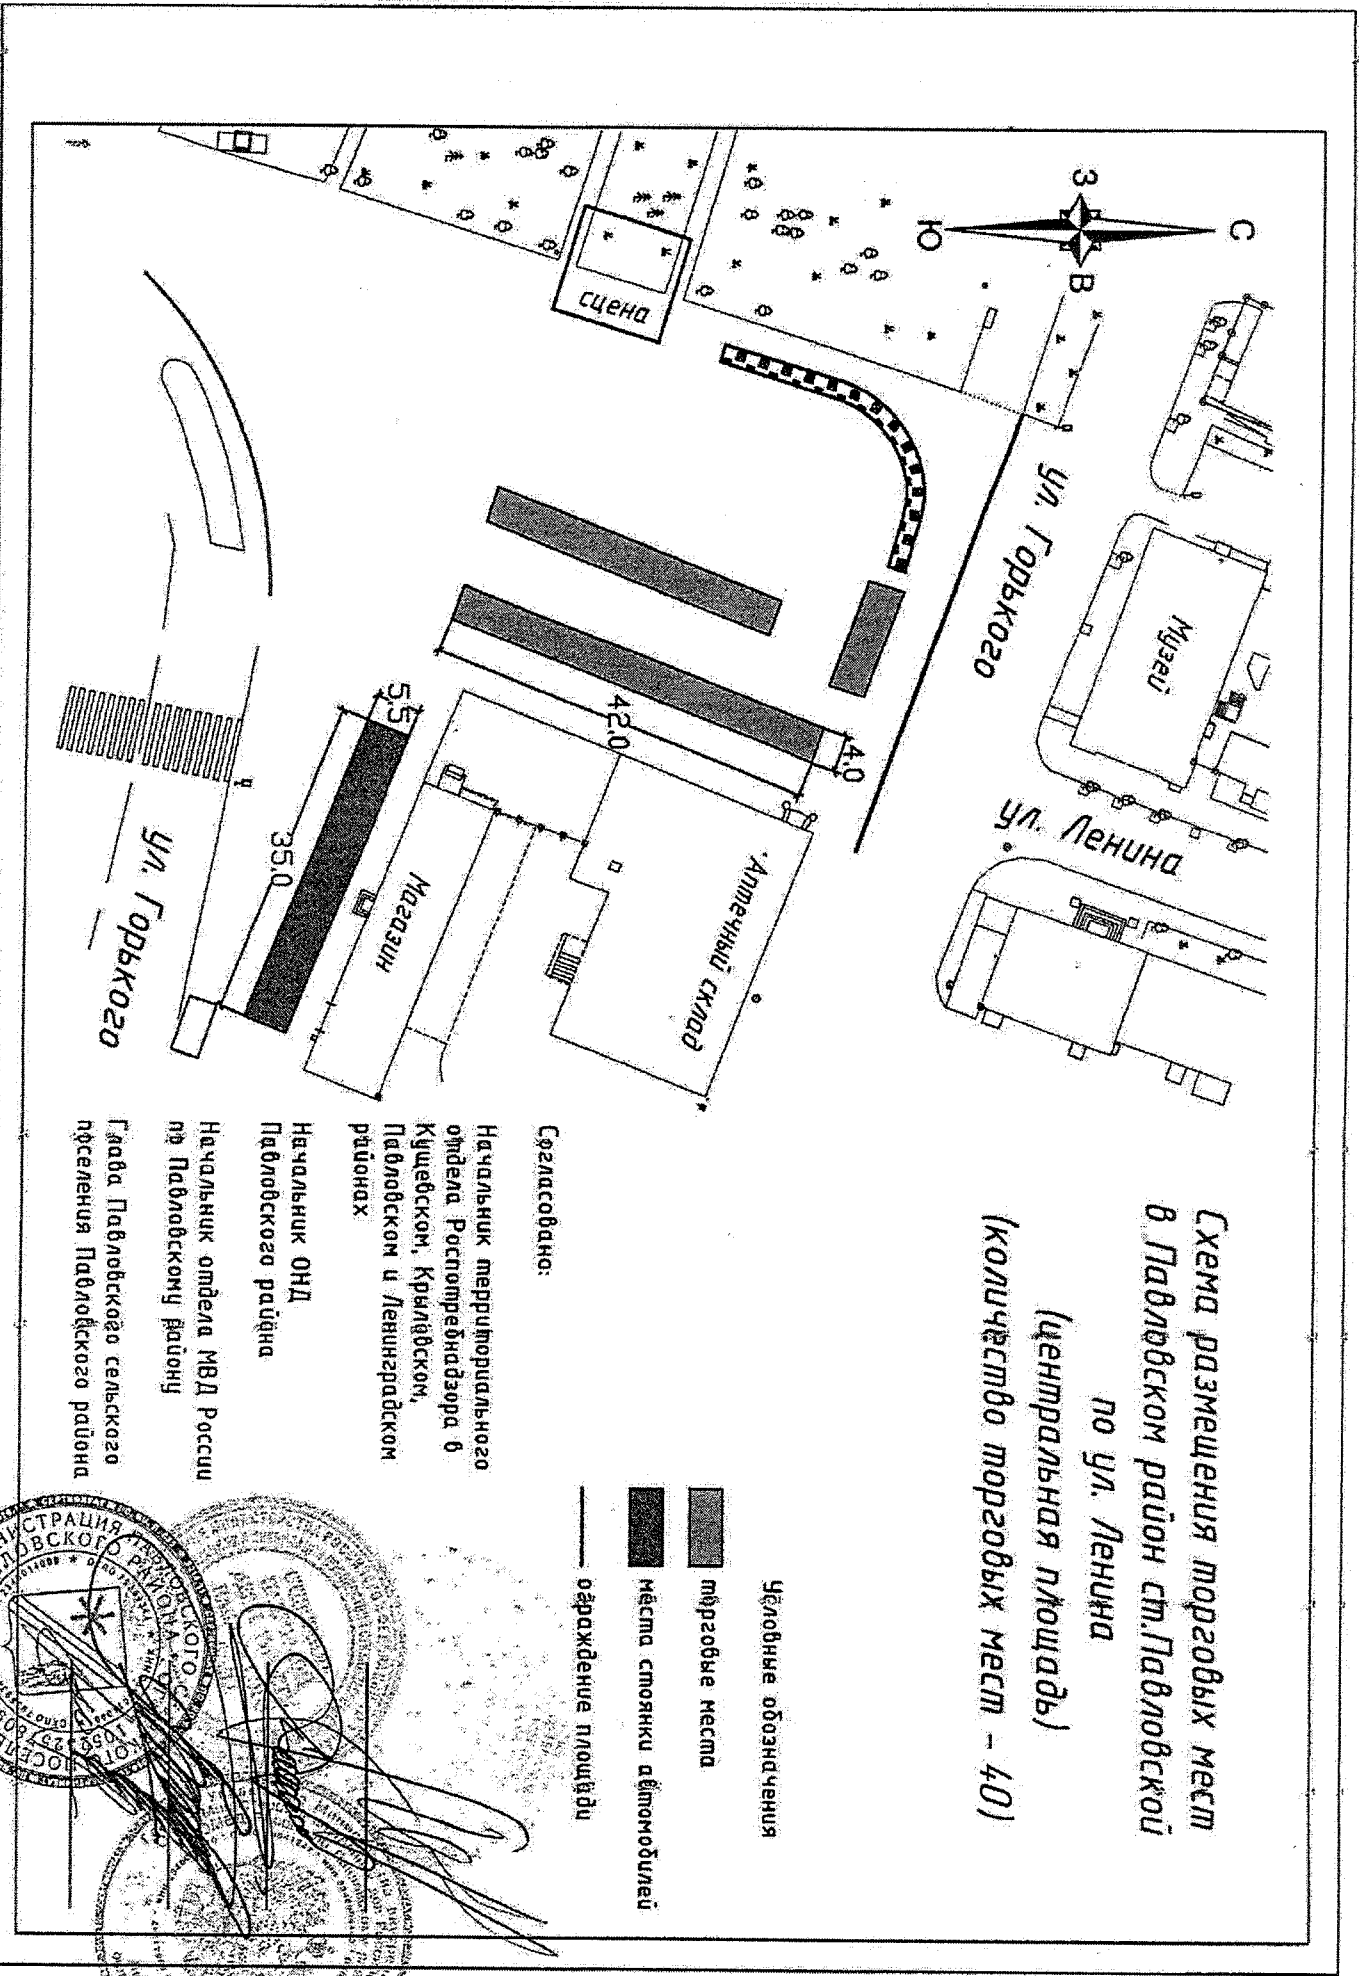 Схема размещения торговых мест
в Павловском район ст.Павловской
по ул. Ленина
(центральная площадь)
(количество торговых мест - 40)
С
З
В
Ю
Музей
ул. Ленина
ул. Горького
сцена
"Аптечный склад
4.0
42.0
Магазин
5.5
35.0
ул. Горького
Условные обозначения
торговые места
места стоянки автомобилей
ограждение площади
Согласовано:
Начальник территориального
отдела Роспотребнадзора в
Кущевском, Крыловском,
Павловском и Ленинградском
районах
Начальник ОНД
Павловского района
Начальник отдела МВД России
по Павловскому району
Глава Павловского сельского
поселения Павловского района